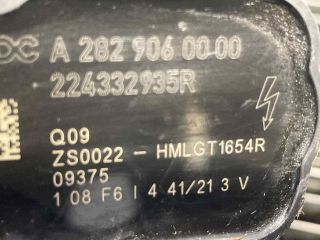 A 282 906 00 00
224332935R
Q09
ZS0022 - HMLGT1654R
09375
1 08 F6 I 4 41/21 3 V